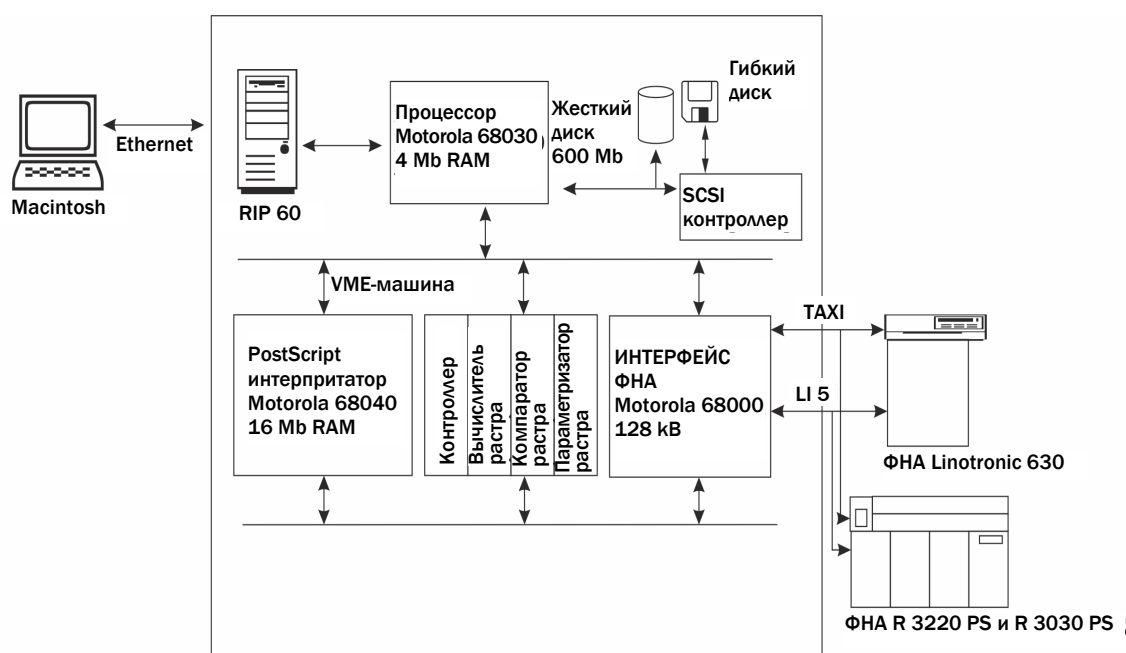 Macintosh
Ethernet
RIP 60
Процессор
Motorola 68030
4 Mb RAM
Жесткий
диск
600 Mb
Гибкий
диск
SCSI
контроллер
VME-машина
PostScript
интерпритатор
Motorola 68040
16 Mb RAM
Контроллер
Вычислитель
растра
Компаратор
растра
Параметризатор
растра
ИНТЕРФЕЙС
ФНА
Motorola 68000
128 kB
TAXI
LI 5
ФНА Linotronic 630
ФНА R 3220 PS и R 3030 PS